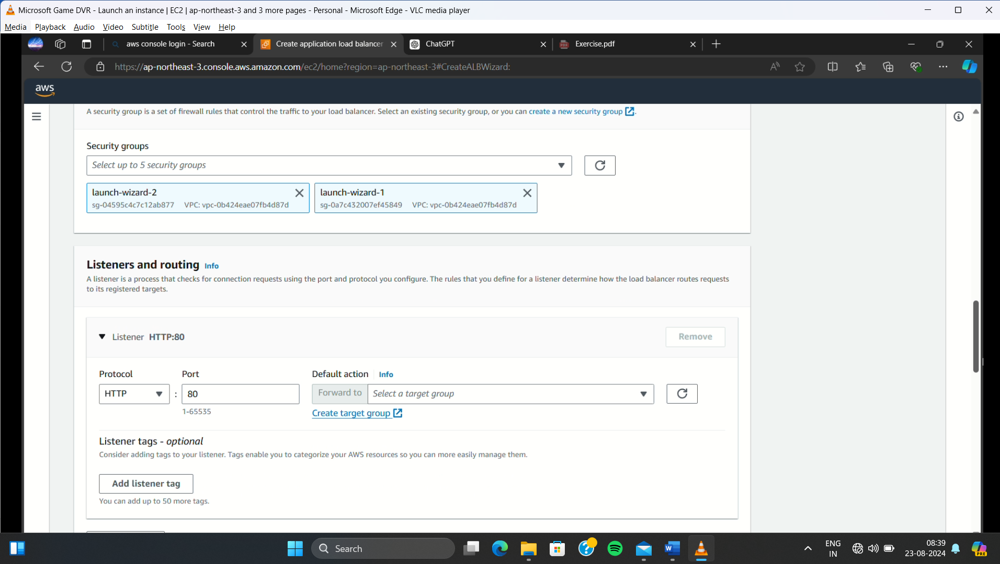 Microsoft Game DVR - Launch an instance | EC2 | ap-northeast-3 and 3 more pages - Personal - Microsoft Edge - VLC media player
Media Playback Audio Video Subtitle Tools View Help
aws console login - Search
Create application load balancer
ChatGPT
Exercise.pdf
https://ap-northeast-3.console.aws.amazon.com/ec2/home?region=ap-northeast-3#CreateALBWizard:
aws
A security group is a set of firewall rules that control the traffic to your load balancer. Select an existing security group, or you can create a new security group.
Security groups
Select up to 5 security groups
launch-wizard-2
sg-04595c4c7c12ab877 VPC: vpc-0b424eae07fb4d87d
launch-wizard-1
sg-0a7c432007ef45849 VPC: vpc-0b424eae07fb4d87d
Listeners and routing Info
A listener is a process that checks for connection requests using the port and protocol you configure. The rules that you define for a listener determine how the load balancer routes requests
to its registered targets.
Listener HTTP:80
Remove
Protocol Port Default action Info
HTTP : 80 Forward to Select a target group
1-65535 Create target group
Listener tags - optional
Consider adding tags to your listener. Tags enable you to categorize your AWS resources so you can more easily manage them.
Add listener tag
You can add up to 50 more tags.
Search
ENG
IN
08:39
23-08-2024
PRE